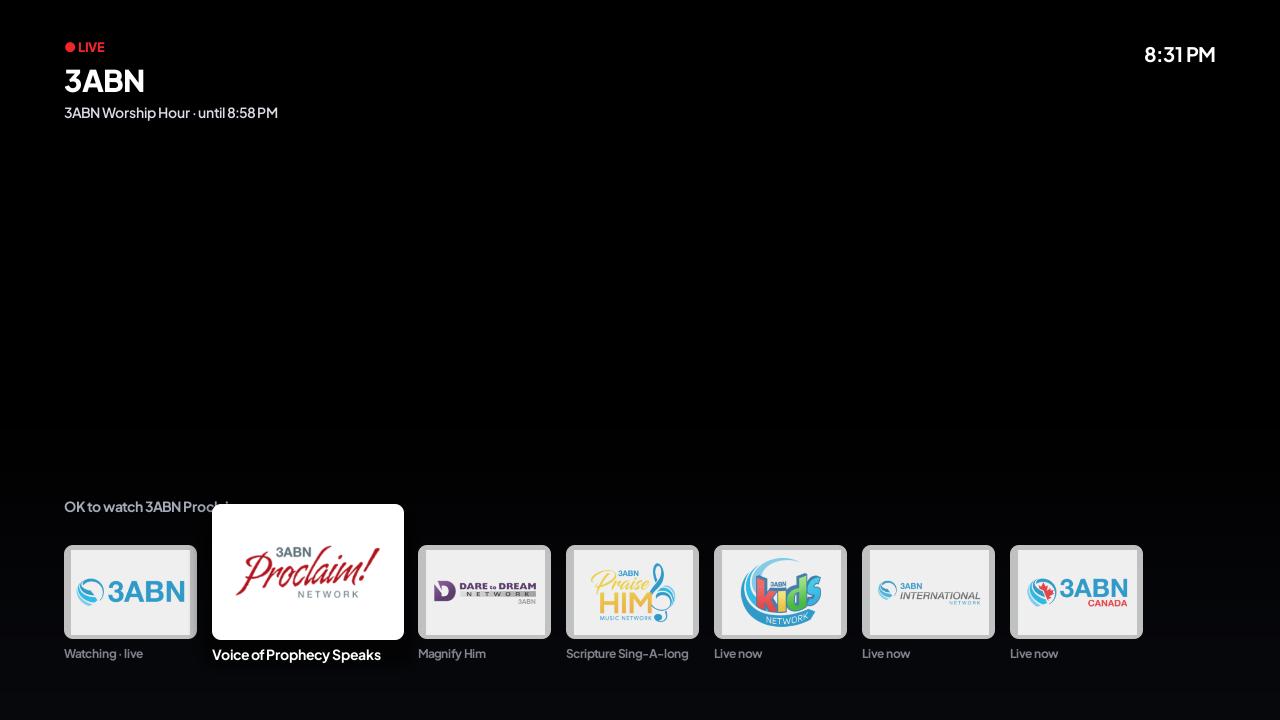 LIVE
3ABN
3ABN Worship Hour · until 8:58 PM
8:31 PM
OK to watch 3ABN
3ABN
3ABN
Proclaim!
NETWORK
DARE to DREAM
NETWORK
3ABN
3ABN
Praise
HIM
MUSIC NETWORK
3ABN
kids
NETWORK
3ABN
INTERNATIONAL
NETWORK
3ABN
CANADA
Watching · live
Voice of Prophecy Speaks
Magnify Him
Scripture Sing-A-long
Live now
Live now
Live now